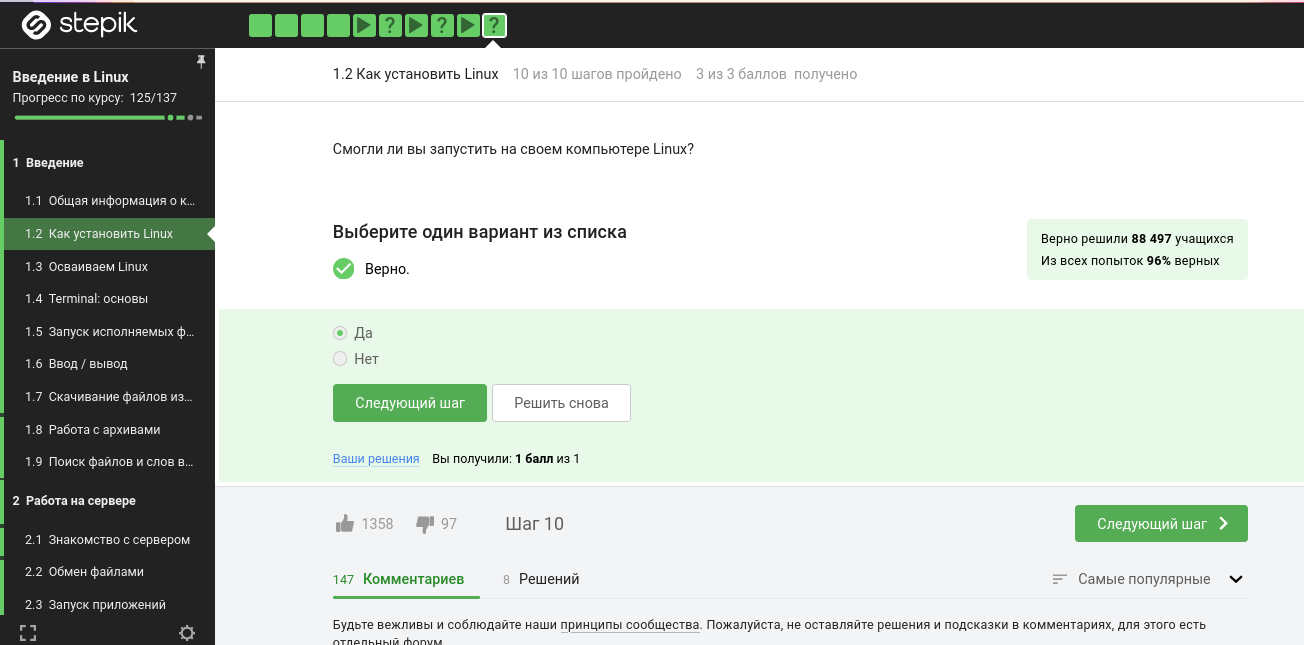 stepik
? ? ?
Введение в Linux
Прогресс по курсу: 125/137
1 Введение
1.1 Общая информация о к...
1.2 Как установить Linux
1.3 Осваиваем Linux
1.4 Terminal: основы
1.5 Запуск исполняемых ф...
1.6 Ввод / вывод
1.7 Скачивание файлов из...
1.8 Работа с архивами
1.9 Поиск файлов и слов в...
2 Работа на сервере
2.1 Знакомство с сервером
2.2 Обмен файлами
2.3 Запуск приложений
1.2 Как установить Linux 10 из 10 шагов пройдено 3 из 3 баллов получено
Смогли ли вы запустить на своем компьютере Linux?
Выберите один вариант из списка
Верно.
Верно решили 88 497 учащихся
Из всех попыток 96% верных
Да
Нет
Следующий шаг Решить снова
Ваши решения Вы получили: 1 балл из 1
1358 97 Шаг 10 Следующий шаг
147 Комментариев 8 Решений Самые популярные
Будьте вежливы и соблюдайте наши принципы сообщества. Пожалуйста, не оставляйте решения и подсказки в комментариях, для этого есть
отдельный форум.